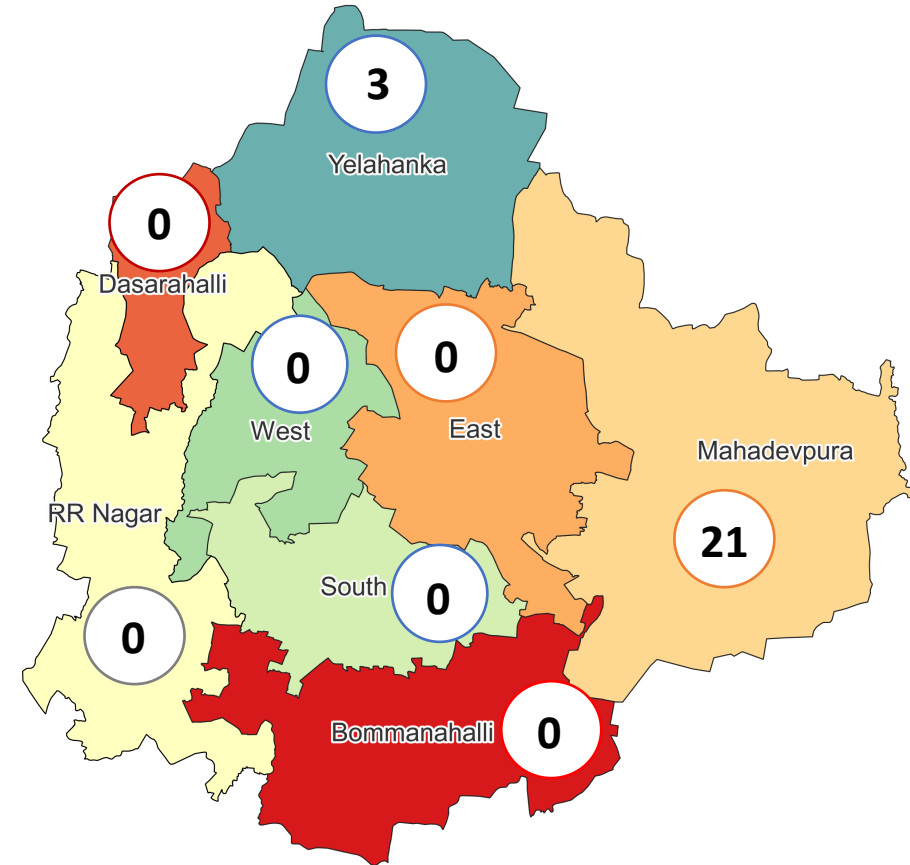 3
Yelahanka
0
Dasarahalli
0
0
West
East
Mahadevpura
RR Nagar
21
South
0
0
Bommanahalli
0